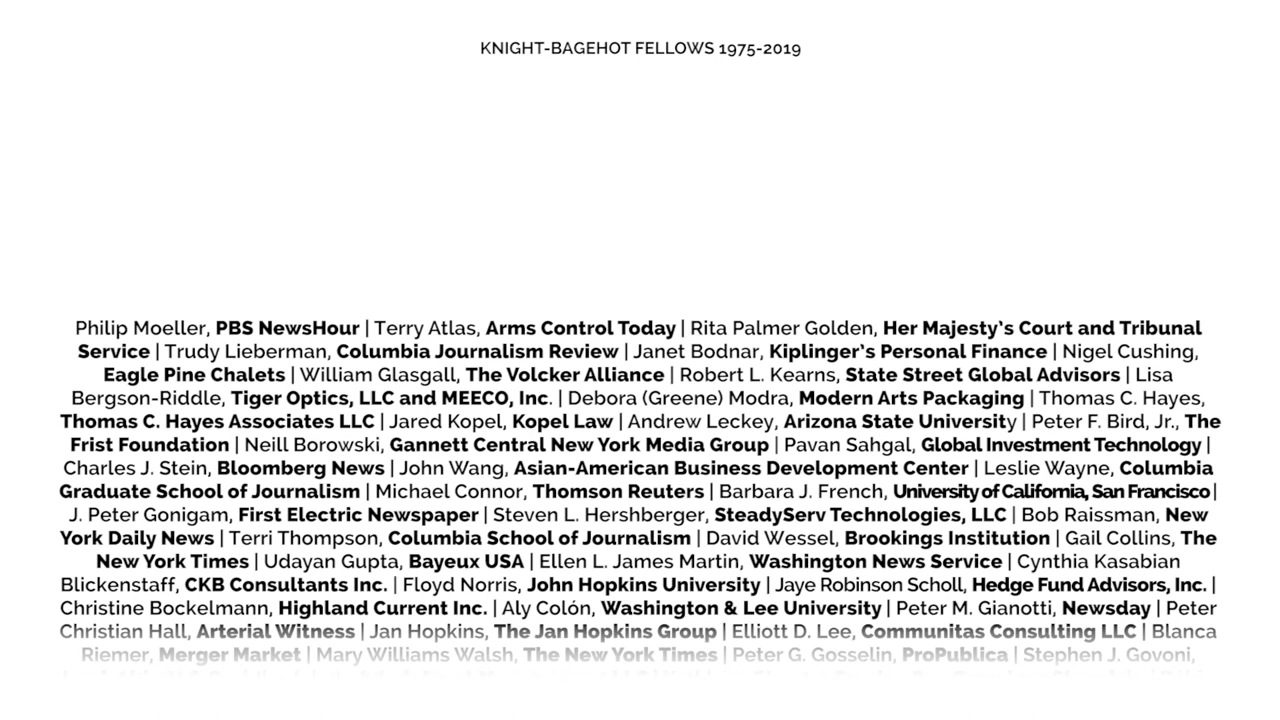 KNIGHT-BAGEHOT FELLOWS 1975-2019
Philip Moeller, PBS NewsHour | Terry Atlas, Arms Control Today | Rita Palmer Golden, Her Majesty's Court and Tribunal
Service | Trudy Lieberman, Columbia Journalism Review | Janet Bodnar, Kiplinger's Personal Finance | Nigel Cushing,
Eagle Pine Chalets | William Glasgall, The Volcker Alliance | Robert L. Kearns, State Street Global Advisors | Lisa
Bergson-Riddle, Tiger Optics, LLC and MEECO, Inc. | Debora (Greene) Modra, Modern Arts Packaging | Thomas C. Hayes,
Thomas C. Hayes Associates LLC | Jared Kopel, Kopel Law | Andrew Leckey, Arizona State University | Peter F. Bird, Jr., The
Frist Foundation | Neill Borowski, Gannett Central New York Media Group | Pavan Sahgal, Global Investment Technology |
Charles J. Stein, Bloomberg News | John Wang, Asian-American Business Development Center | Leslie Wayne, Columbia
Graduate School of Journalism | Michael Connor, Thomson Reuters | Barbara J. French, University of California, San Francisco |
J. Peter Gonigam, First Electric Newspaper | Steven L. Hershberger, SteadyServ Technologies, LLC | Bob Raissman, New
York Daily News | Terri Thompson, Columbia School of Journalism | David Wessel, Brookings Institution | Gail Collins, The
New York Times | Udayan Gupta, Bayeux USA | Ellen L. James Martin, Washington News Service | Cynthia Kasabian
Blickenstaff, CKB Consultants Inc. | Floyd Norris, John Hopkins University | Jaye Robinson Scholl, Hedge Fund Advisors, Inc. |
Christine Bockelmann, Highland Current Inc. | Aly Colón, Washington & Lee University | Peter M. Gianotti, Newsday | Peter
Christian Hall, Arterial Witness | Jan Hopkins, The Jan Hopkins Group | Elliott D. Lee, Communitas Consulting LLC | Blanca
Riemer, Merger Market | Mary Williams Walsh, The New York Times | Peter G. Gosselin, ProPublica | Stephen J. Govoni,